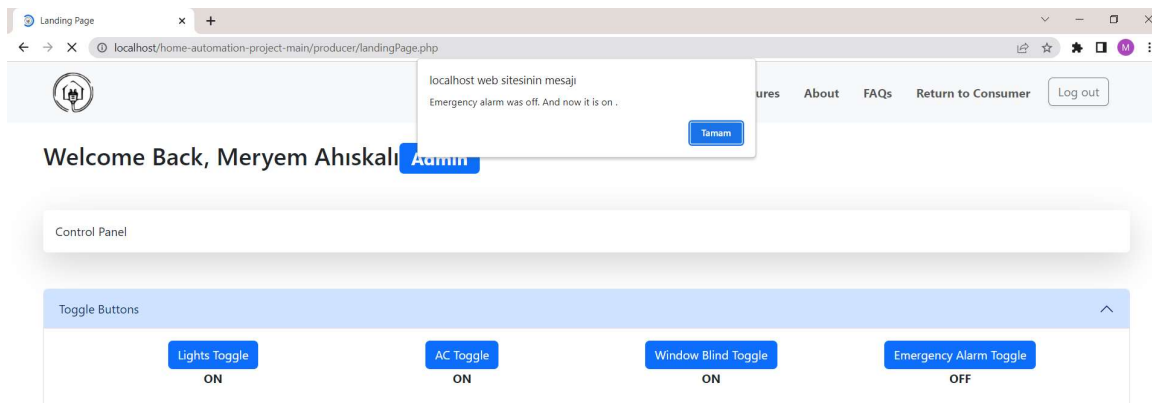 Landing Page
localhost/home-automation-project-main/producer/landingPage.php
M
localhost web sitesinin mesajı
Emergency alarm was off. And now it is on .
Tamam
ures About FAQs Return to Consumer Log out
Welcome Back, Meryem Ahıskalı Admin
Control Panel
Toggle Buttons
Lights Toggle AC Toggle Window Blind Toggle Emergency Alarm Toggle
ON ON ON OFF